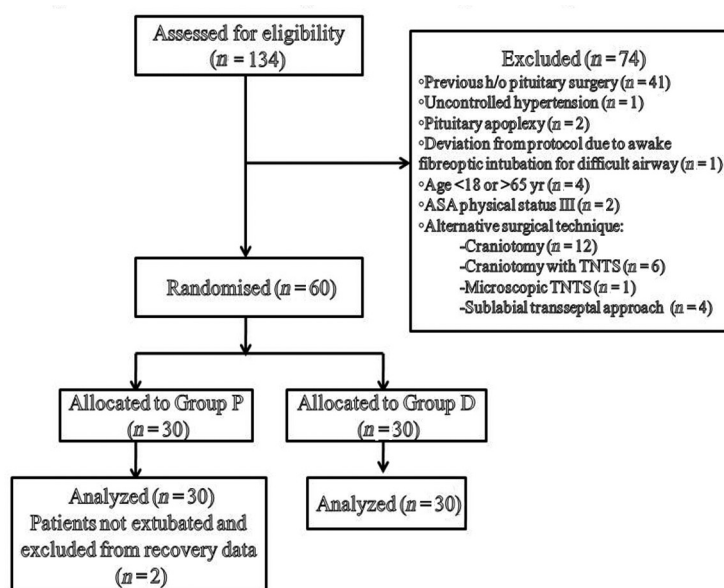 Assessed for eligibility
(n = 134)
Excluded (n = 74)
◦Previous h/o pituitary surgery (n = 41)
◦Uncontrolled hypertension (n = 1)
◦Pituitary apoplexy (n = 2)
◦Deviation from protocol due to awake
fibreoptic intubation for difficult airway (n = 1)
◦Age <18 or >65 yr (n = 4)
◦ASA physical status III (n = 2)
◦Alternative surgical technique:
-Craniotomy (n = 12)
-Craniotomy with TNTS (n = 6)
-Microscopic TNTS (n = 1)
-Sublabial transseptal approach (n = 4)
Randomised (n = 60)
Allocated to Group P
(n = 30)
Allocated to Group D
(n = 30)
Analyzed (n = 30)
Patients not extubated and
excluded from recovery data
(n = 2)
Analyzed (n = 30)